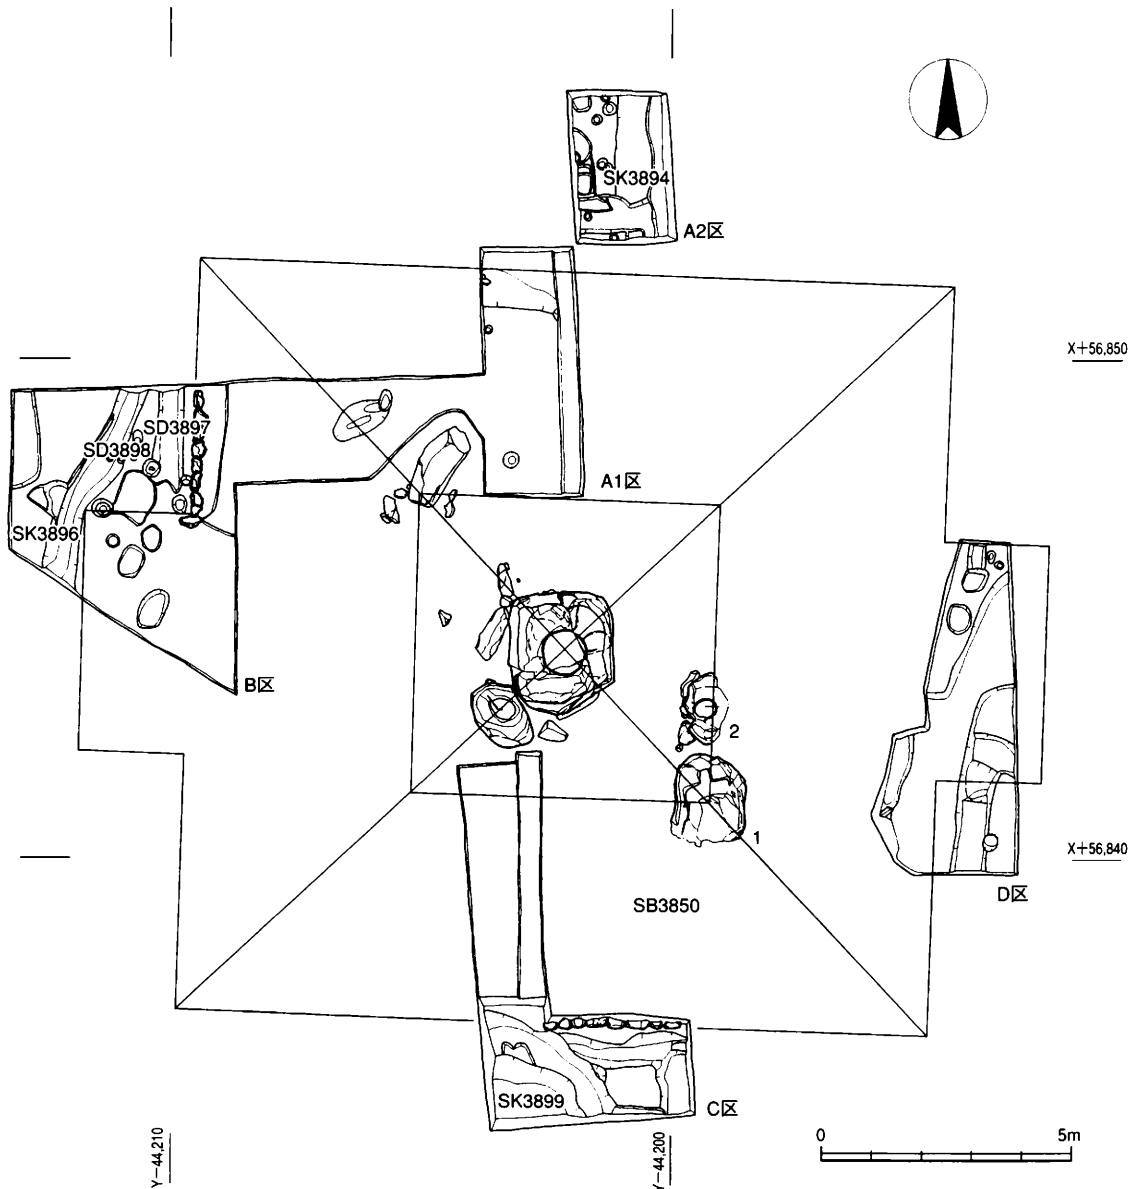 SK3894
A2区
X+56,850
SD3897
SD3898
A1区
SK3896
B区
2
1
X+56,840
D区
SB3850
SK3899
C区
0 5m
Y-44,210
Y-44,200